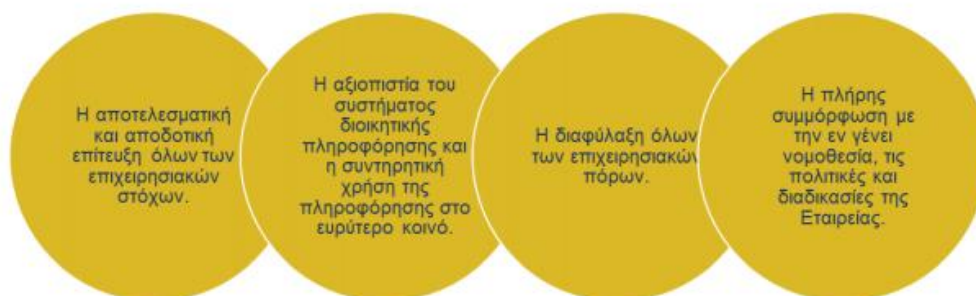 Η αποτελεσματική
και αποδοτική
επίτευξη όλων των
επιχειρησιακών
στόχων.
Η αξιοπιστία του
συστήματος
διοικητικής
πληροφόρησης και
η συντηρητική
χρήση της
πληροφόρησης στο
ευρύτερο κοινό.
Η διαφύλαξη όλων
των επιχειρησιακών
πόρων.
Η πλήρης
συμμόρφωση με
την εν γένει
νομοθεσία, τις
πολιτικές και
διαδικασίες της
Εταιρείας.